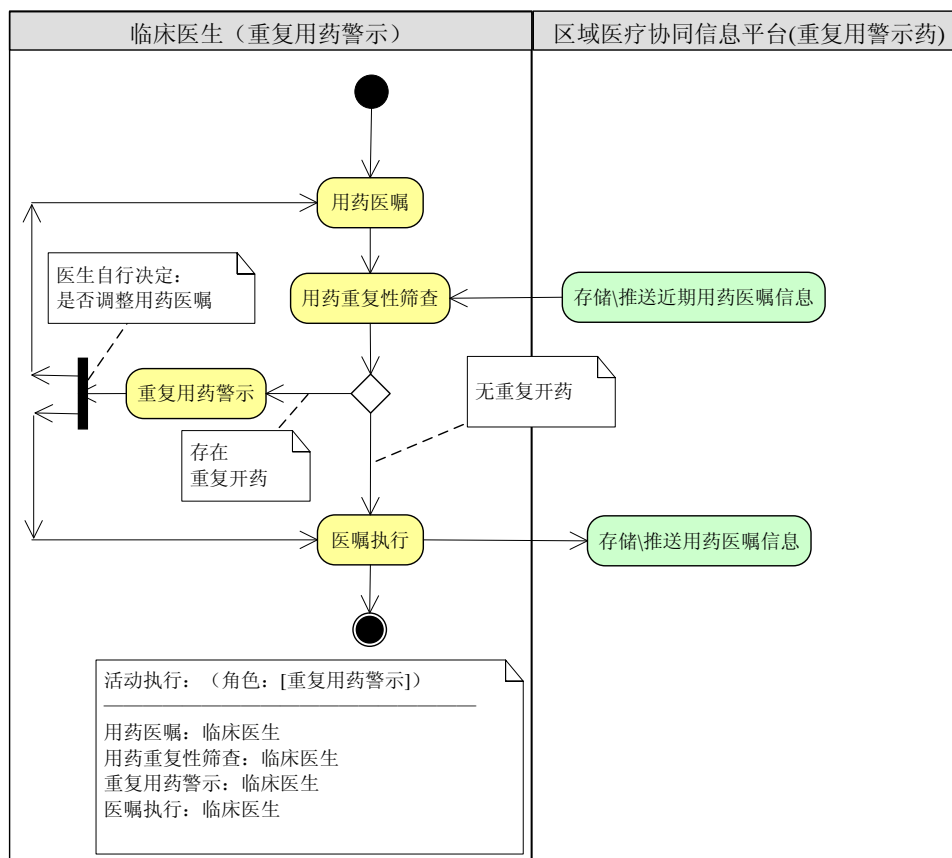 临床医生（重复用药警示）
区域医疗协同信息平台(重复用警示药)
用药医嘱
医生自行决定：
是否调整用药医嘱
用药重复性筛查
存储\推送近期用药医嘱信息
重复用药警示
无重复开药
存在
重复开药
医嘱执行
存储\推送用药医嘱信息
活动执行：（角色：[重复用药警示]）
用药医嘱：临床医生
用药重复性筛查：临床医生
重复用药警示：临床医生
医嘱执行：临床医生